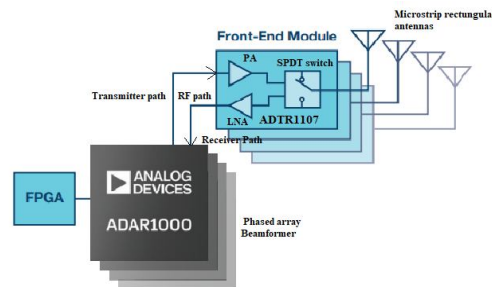 Microstrip rectangula
antennas
Front-End Module
PA
SPDT switch
Transmitter path
RF path
LNA
ADTR1107
Receiver Path
ANALOG
DEVICES
ADAR1000
FPGA
Phased array
Beamformer